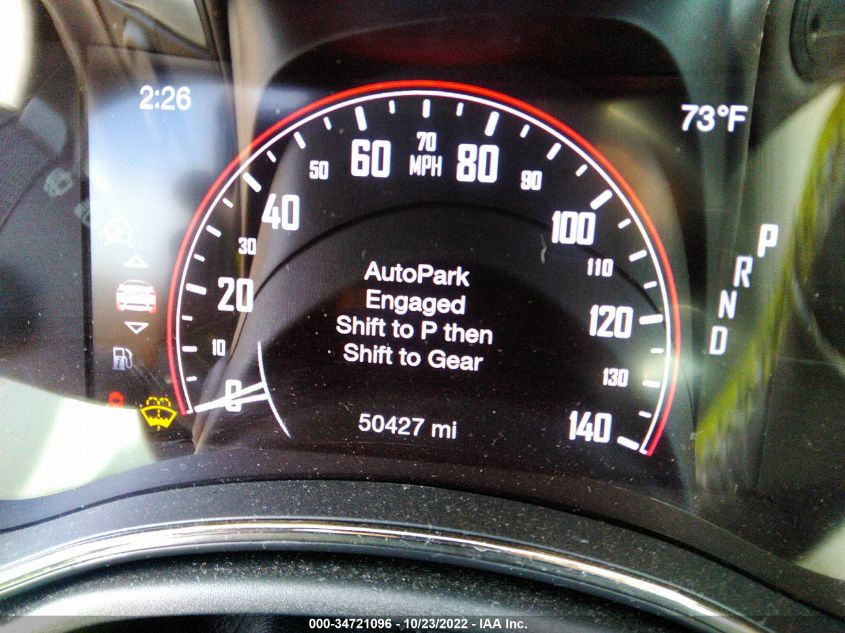 2:26
73°F
0
10
20
30
40
50
60
70
MPH
80
90
100
110
120
130
140
AutoPark
Engaged
Shift to P then
Shift to Gear
50427 mi
P
R
N
D
000-34721096 - 10/23/2022 - IAA Inc.